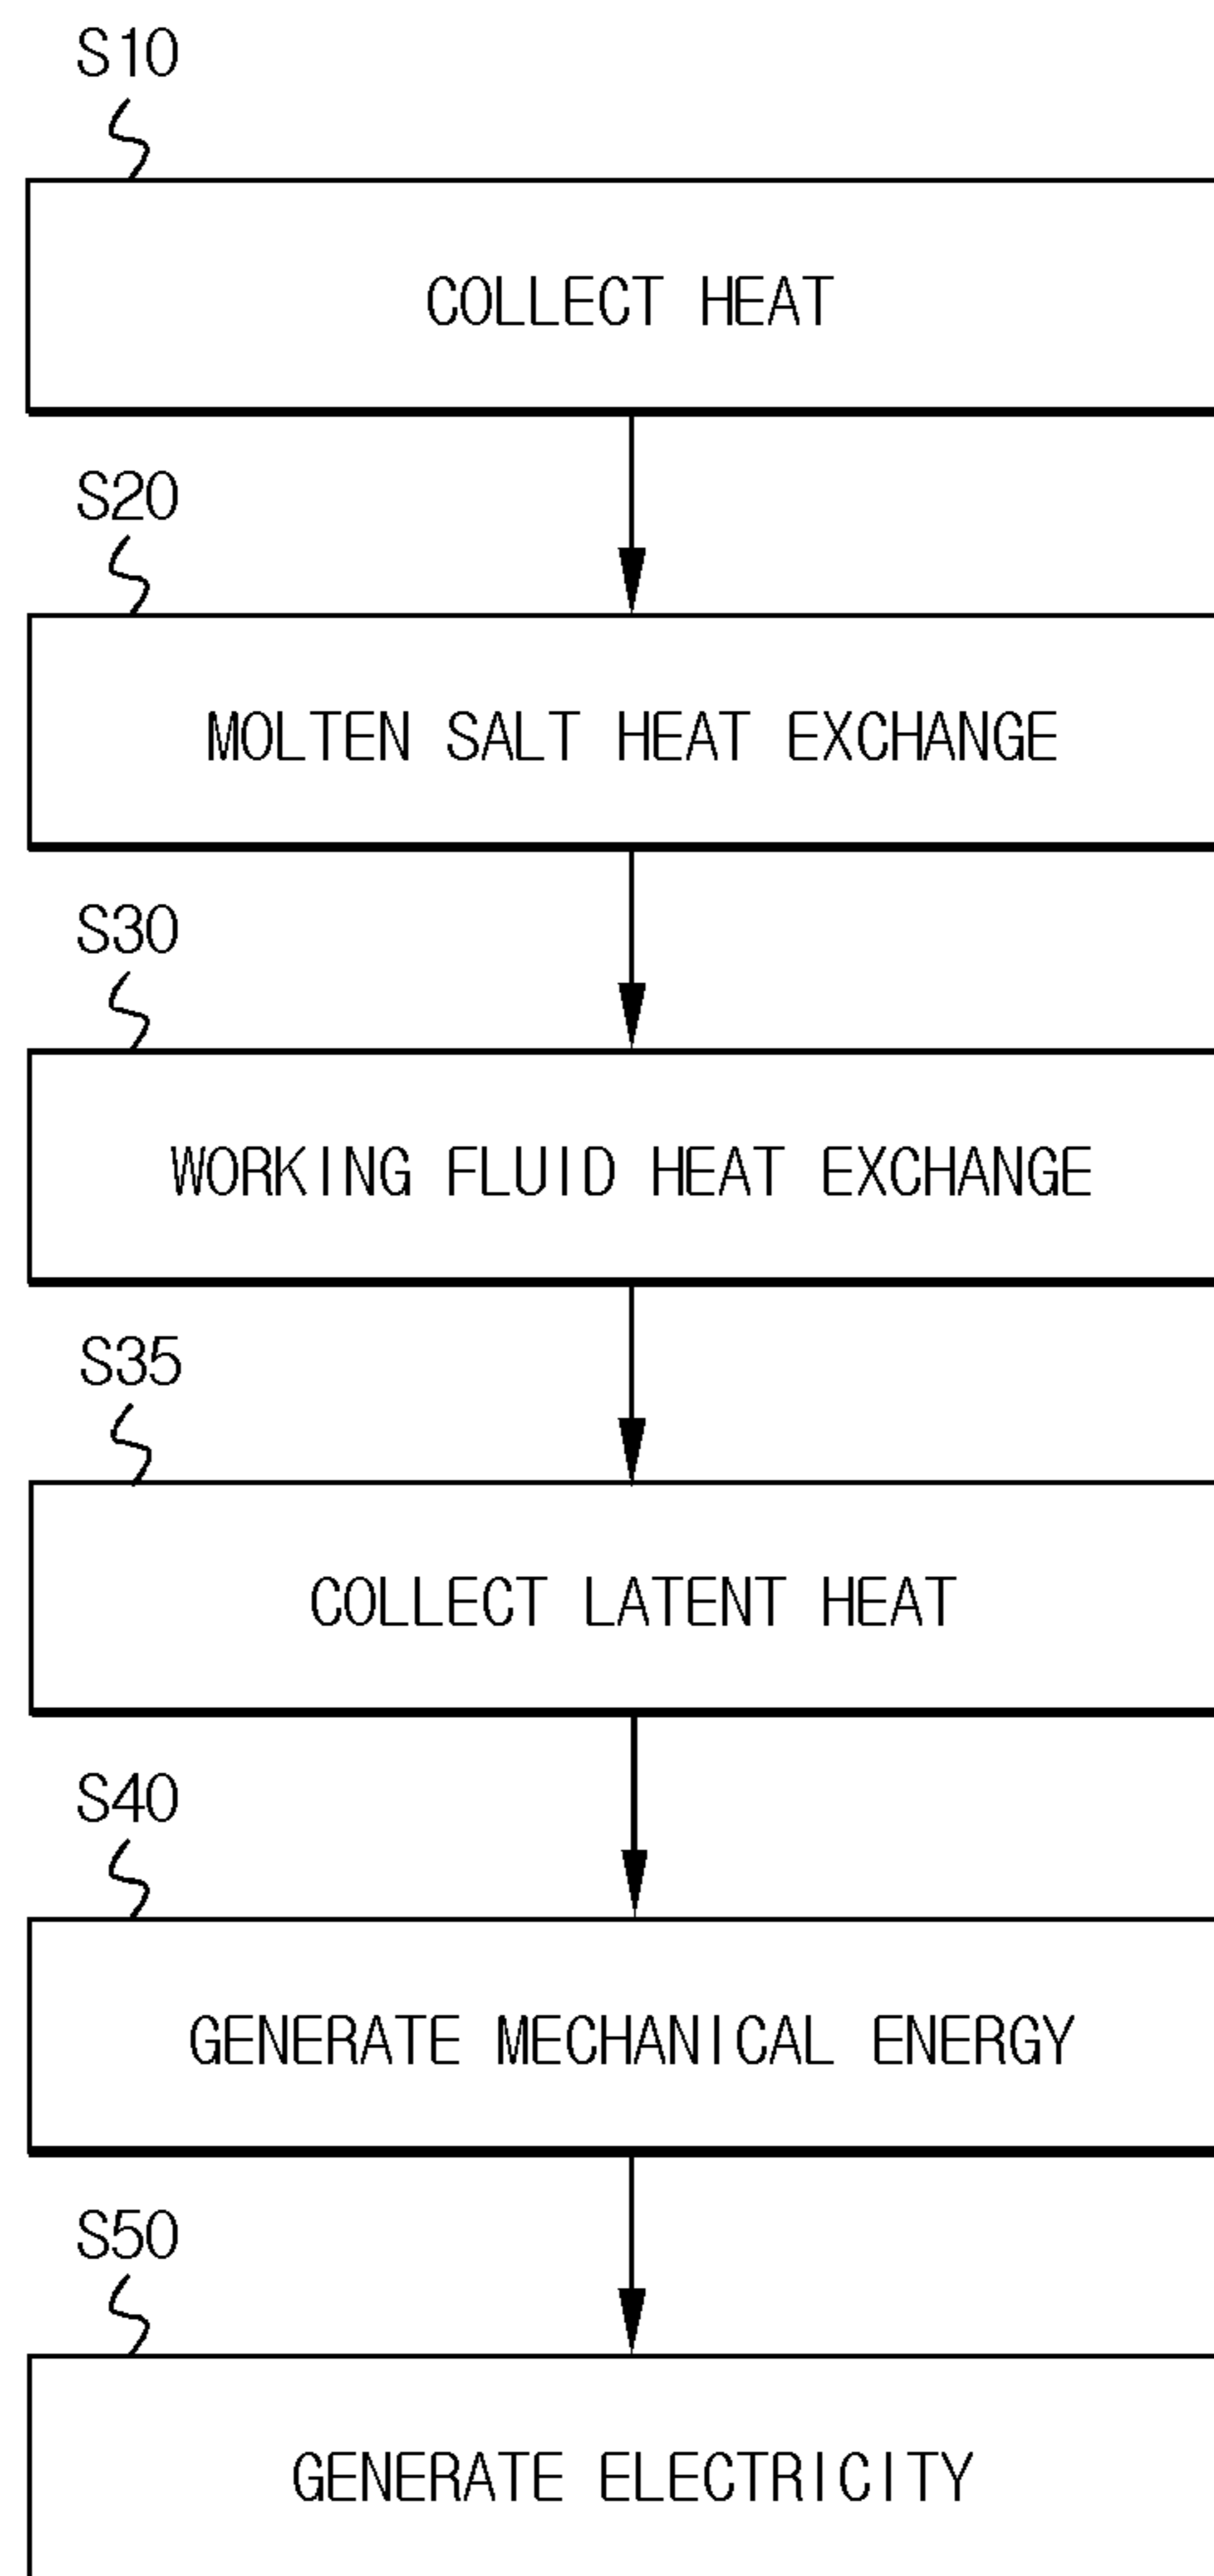 S10
COLLECT HEAT
S20
MOLTEN SALT HEAT EXCHANGE
S30
WORKING FLUID HEAT EXCHANGE
S35
COLLECT LATENT HEAT
S40
GENERATE MECHANICAL ENERGY
S50
GENERATE ELECTRICITY